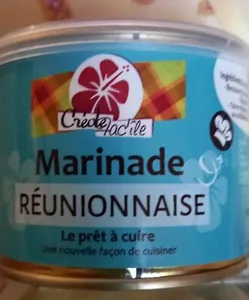 Créole
facile
Marinade
RÉUNIONNAISE
Le prêt à cuire
Une nouvelle façon de cuisiner